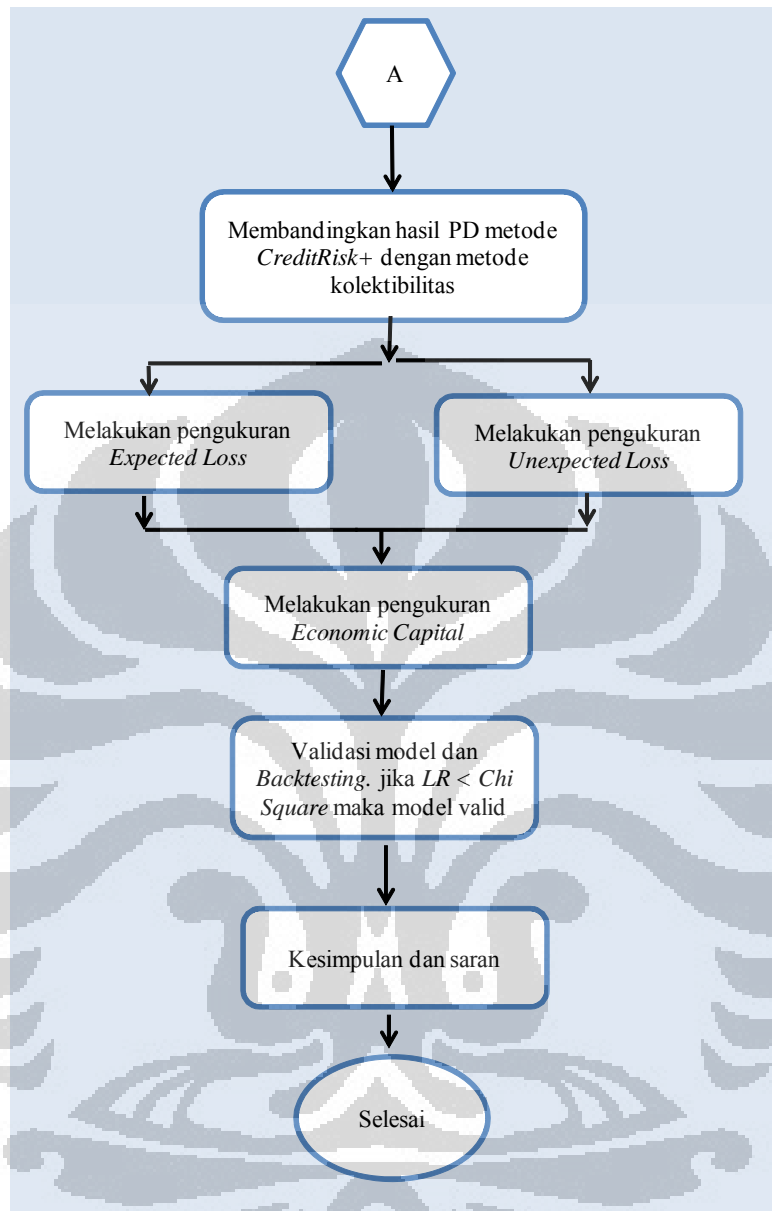 A
Membandingkan hasil PD metode
CreditRisk+ dengan metode
kolektibilitas
Melakukan pengukuran
Expected Loss
Melakukan pengukuran
Unexpected Loss
Melakukan pengukuran
Economic Capital
Validasi model dan
Backtesting. jika LR < Chi
Square maka model valid
Kesimpulan dan saran
Selesai